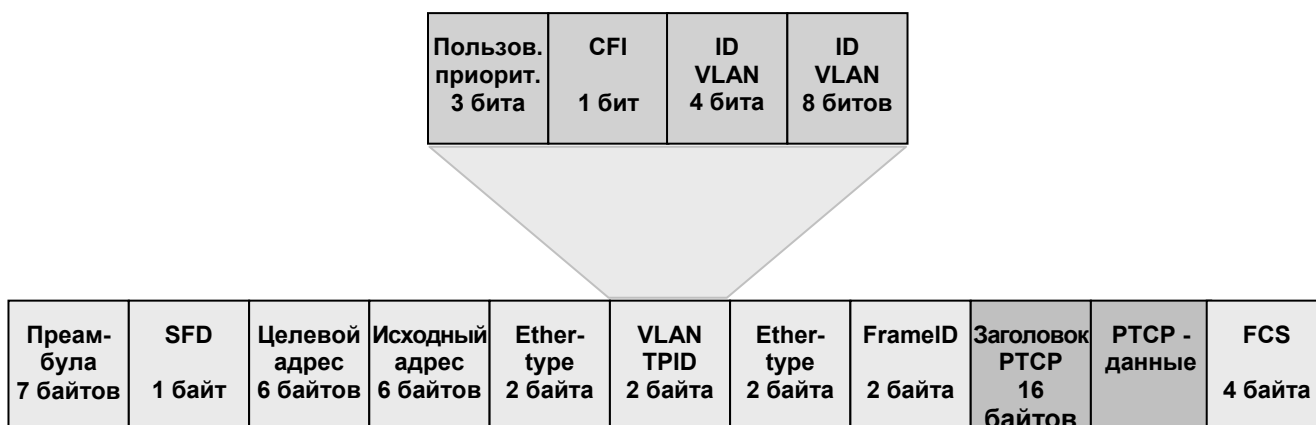 Пользов.
приорит.
3 бита
CFI
1 бит
ID
VLAN
4 бита
ID
VLAN
8 битов
Преам-
була
7 байтов
SFD
1 байт
Целевой
адрес
6 байтов
Исходный
адрес
6 байтов
Ether-
type
2 байта
VLAN
TPID
2 байта
Ether-
type
2 байта
FrameID
2 байта
Заголовок
PTCP
16
байтов
PTCP -
данные
FCS
4 байта